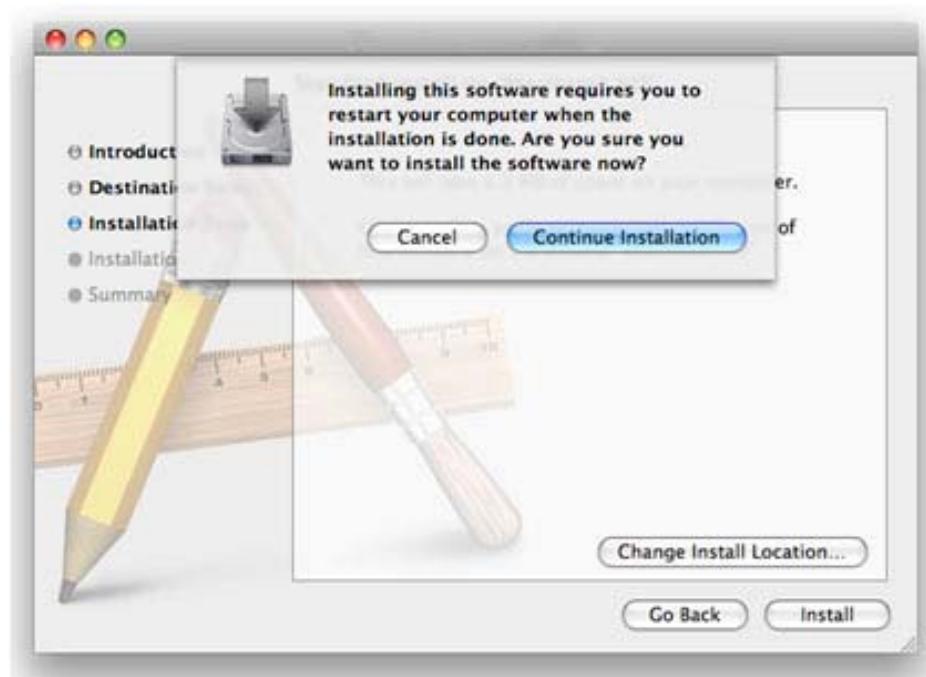 Installing this software requires you to
restart your computer when the
installation is done. Are you sure you
want to install the software now?
Cancel
Continue Installation
Introduct
Destinati
Installatio
Installatio
Summary
er.
of
Change Install Location...
Go Back
Install